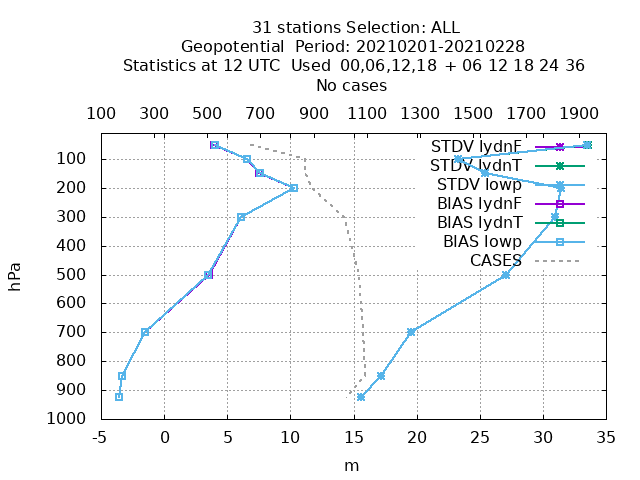 31 stations Selection: ALL
Geopotential  Period: 20210201-20210228
Statistics at 12 UTC  Used  00,06,12,18  + 06 12 18 24 36
No cases
100 300 500 700 900 1100 1300 1500 1700 1900
STDV lydnF
STDV lydnT
STDV lowp
BIAS lydnF
BIAS lydnT
BIAS lowp
CASES
100
200
300
400
500
600
700
800
900
1000
hPa
-5 0 5 10 15 20 25 30 35
m